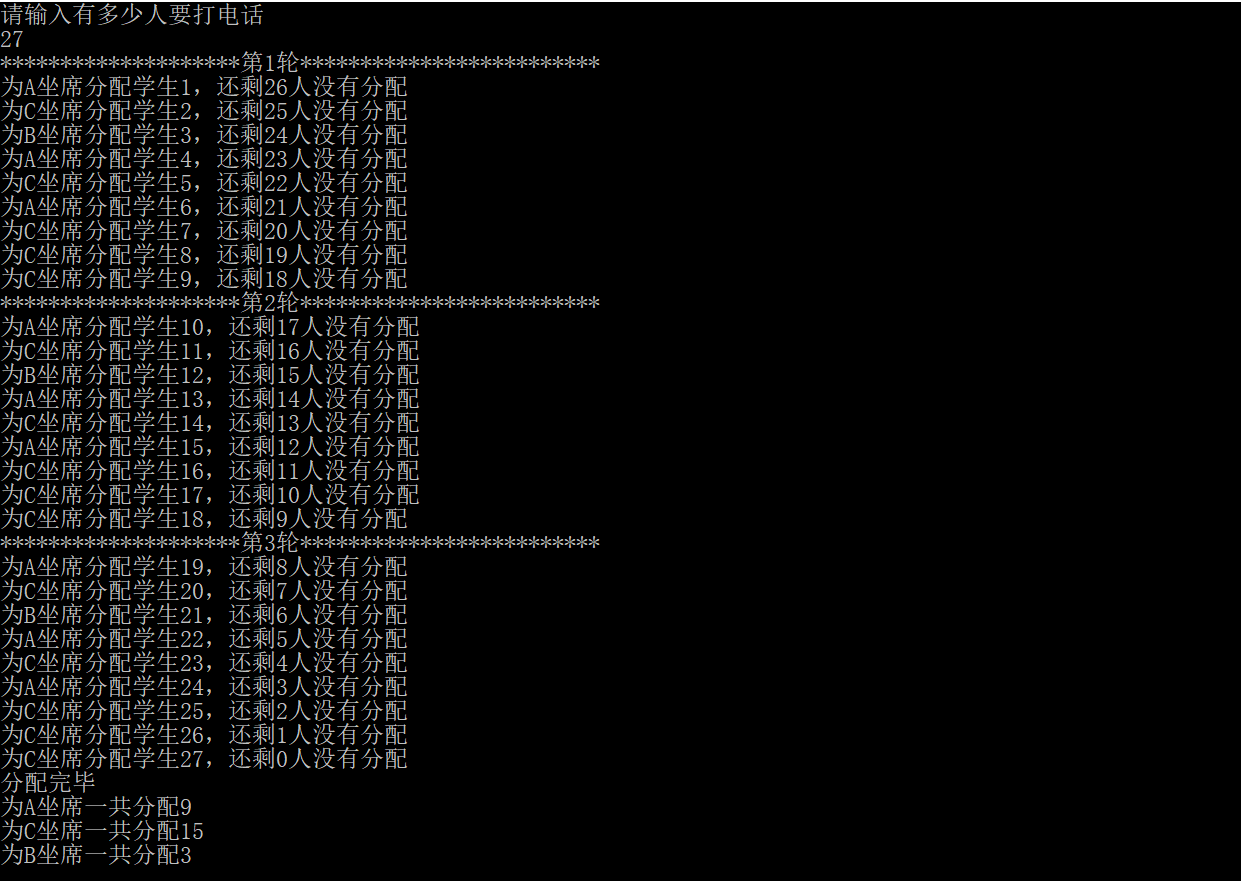 请输入有多少人要打电话
27
********************第1轮*************************
为A坐席分配学生1，还剩26人没有分配
为C坐席分配学生2，还剩25人没有分配
为B坐席分配学生3，还剩24人没有分配
为A坐席分配学生4，还剩23人没有分配
为C坐席分配学生5，还剩22人没有分配
为A坐席分配学生6，还剩21人没有分配
为C坐席分配学生7，还剩20人没有分配
为C坐席分配学生8，还剩19人没有分配
为C坐席分配学生9，还剩18人没有分配
********************第2轮*************************
为A坐席分配学生10，还剩17人没有分配
为C坐席分配学生11，还剩16人没有分配
为B坐席分配学生12，还剩15人没有分配
为A坐席分配学生13，还剩14人没有分配
为C坐席分配学生14，还剩13人没有分配
为A坐席分配学生15，还剩12人没有分配
为C坐席分配学生16，还剩11人没有分配
为C坐席分配学生17，还剩10人没有分配
为C坐席分配学生18，还剩9人没有分配
********************第3轮*************************
为A坐席分配学生19，还剩8人没有分配
为C坐席分配学生20，还剩7人没有分配
为B坐席分配学生21，还剩6人没有分配
为A坐席分配学生22，还剩5人没有分配
为C坐席分配学生23，还剩4人没有分配
为A坐席分配学生24，还剩3人没有分配
为C坐席分配学生25，还剩2人没有分配
为C坐席分配学生26，还剩1人没有分配
为C坐席分配学生27，还剩0人没有分配
分配完毕
为A坐席一共分配9
为C坐席一共分配15
为B坐席一共分配3